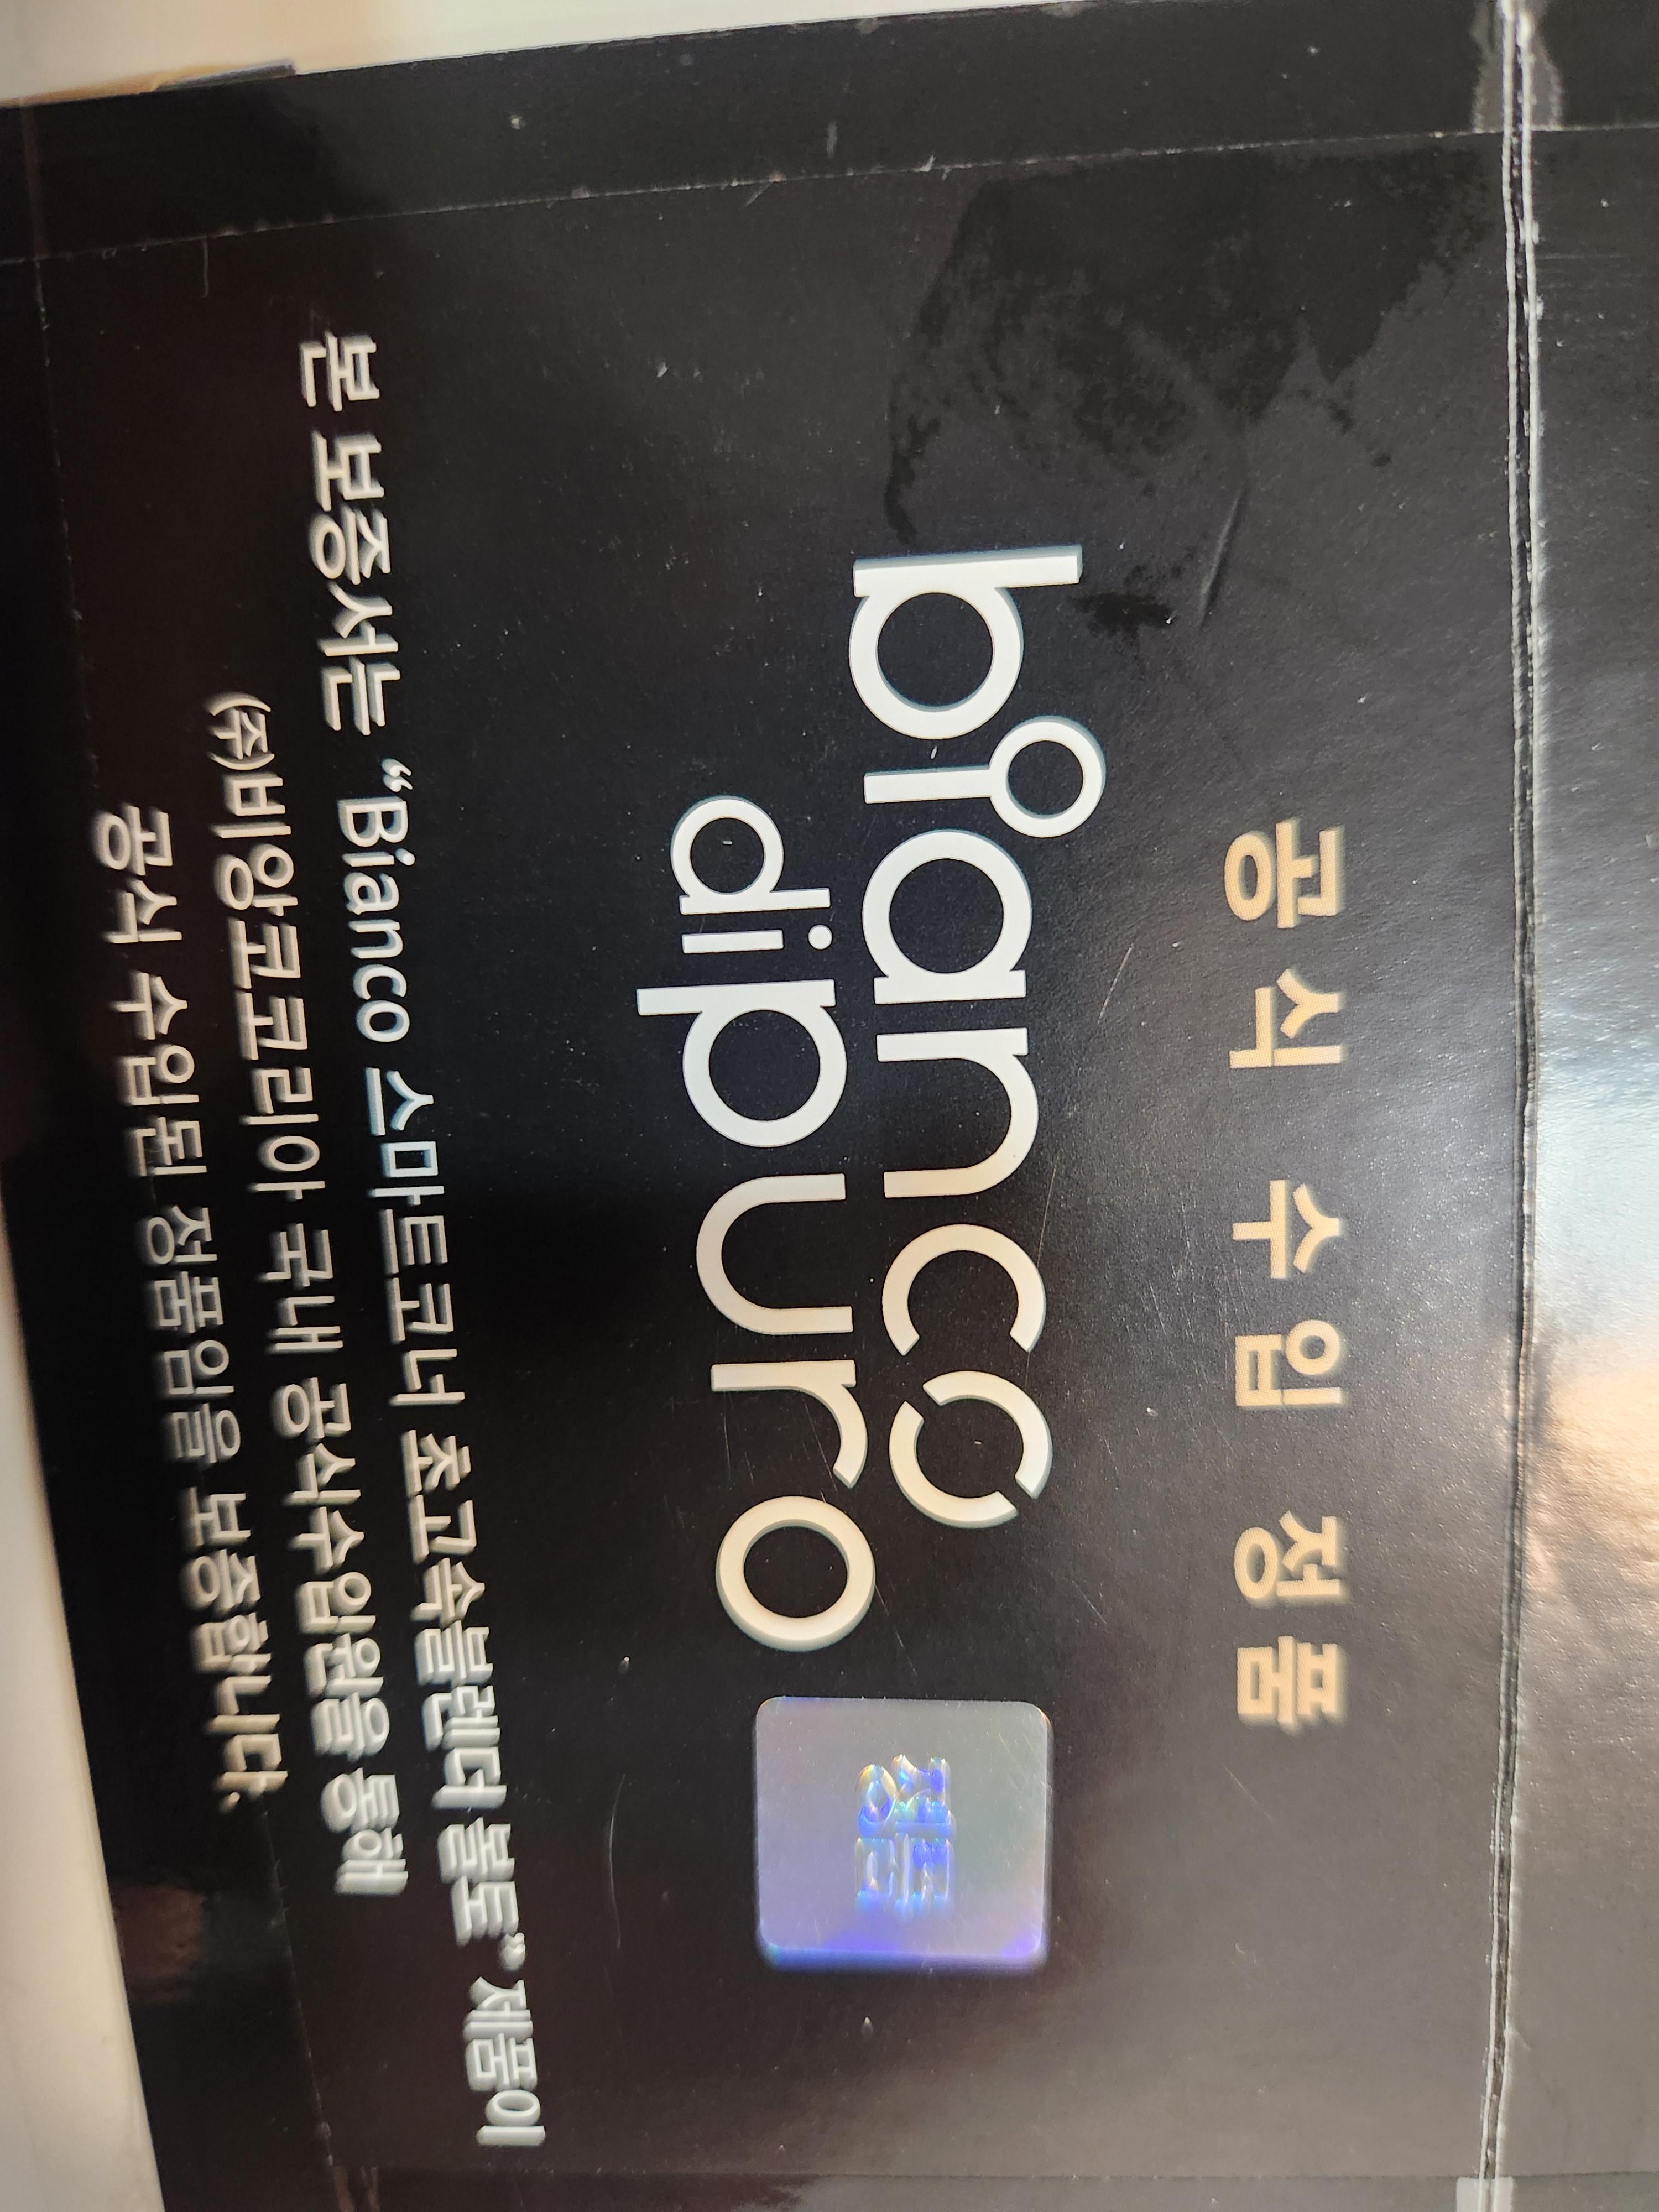 공식 수입 정품
bianco
dipuro
정품
본 보증서는 “Bianco 스마트코너 초고속블렌더 볼토” 제품이
(주)비앙코코리아 국내 공식수입원을 통해
공식 수입된 정품임을 보증합니다.